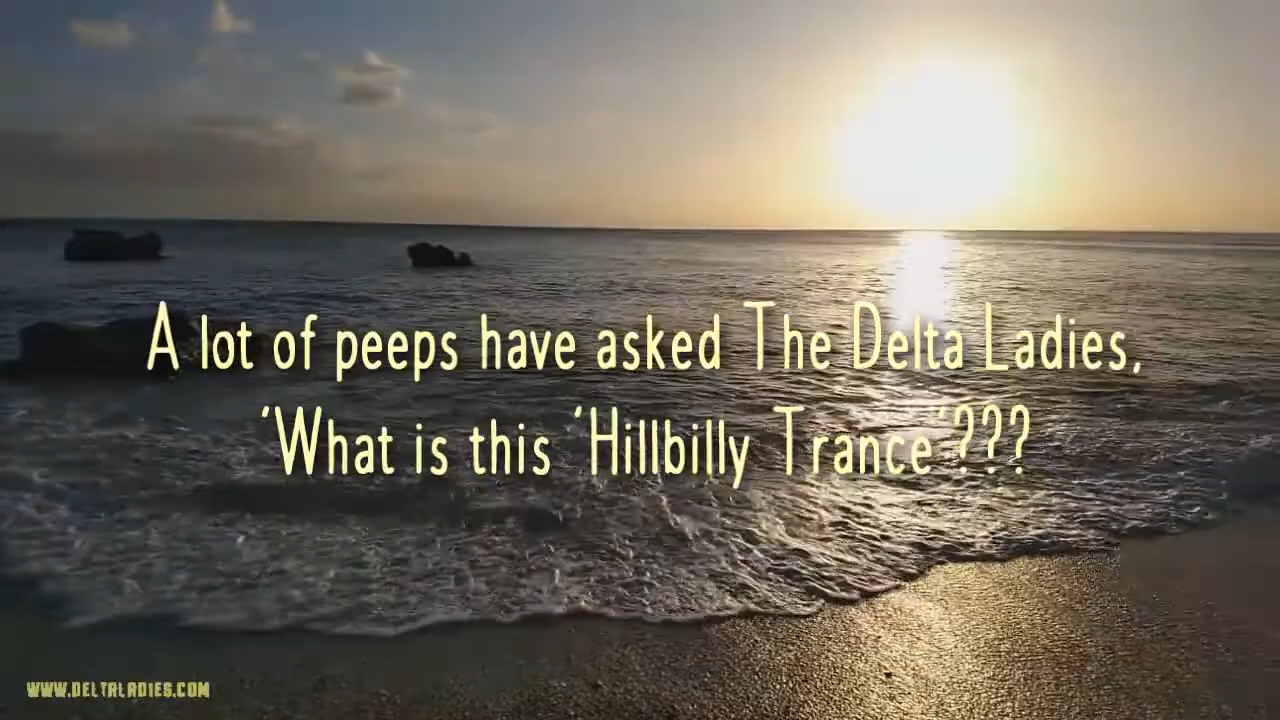 A lot of peeps have asked The Delta Ladies,
'What is this 'Hillbilly Trance'???
WWW.DELTALADIES.COM